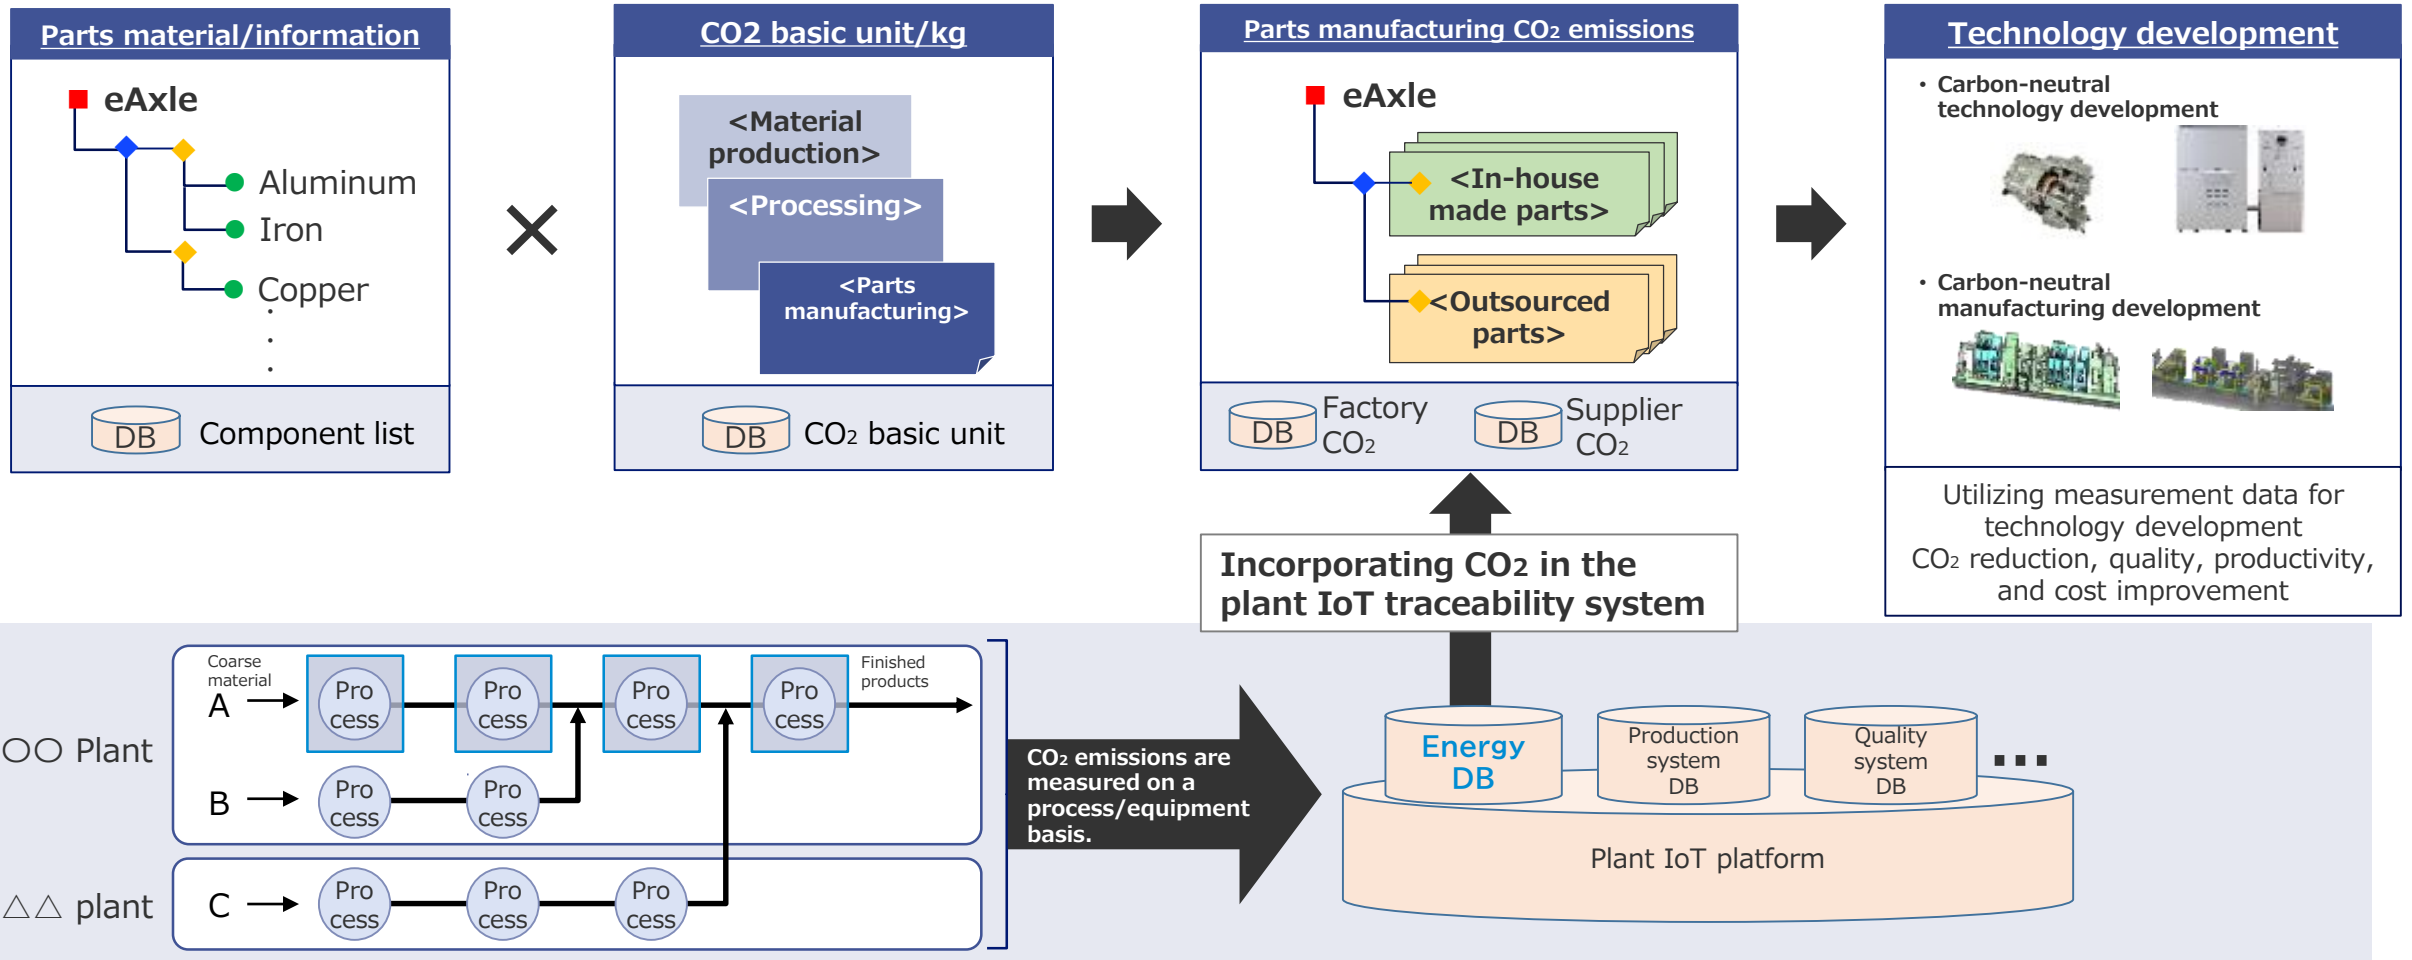 Parts material/information
eAxle
Aluminum
Iron
Copper
DB
Component list
CO2 basic unit/kg
<Material
production>
<Processing>
<Parts
manufacturing>
DB
CO₂ basic unit
Parts manufacturing CO₂ emissions
eAxle
<In-house
made parts>
<Outsourced
parts>
DB
Factory
CO₂
DB
Supplier
CO₂
Technology development
・Carbon-neutral
technology development
・Carbon-neutral
manufacturing development
Utilizing measurement data for
technology development
CO₂ reduction, quality, productivity,
and cost improvement
Incorporating CO₂ in the
plant IoT traceability system
○○ Plant
Coarse
material
A
Pro
cess
Pro
cess
Pro
cess
Pro
cess
Finished
products
B
Pro
cess
Pro
cess
△△ plant
C
Pro
cess
Pro
cess
Pro
cess
CO₂ emissions are
measured on a
process/equipment
basis.
Energy
DB
Production
system
DB
Quality
system
DB
...
Plant IoT platform